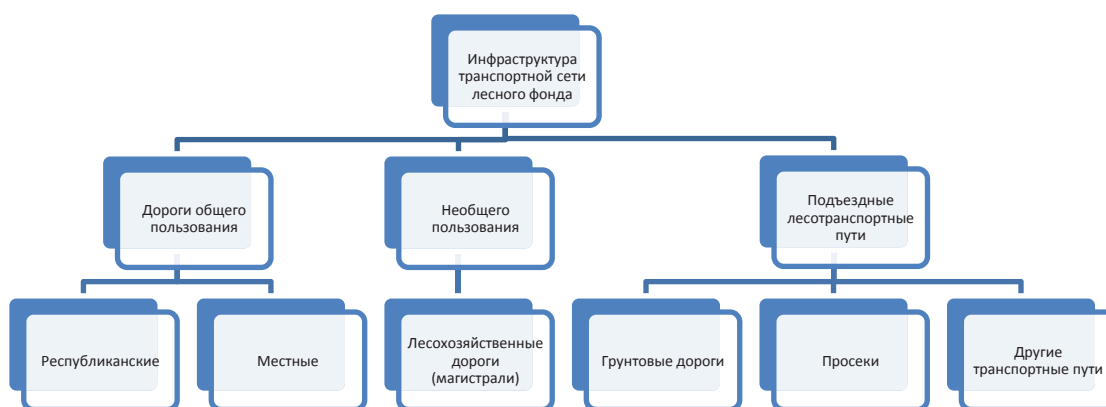 Инфраструктура
транспортной сети
лесного фонда
Дороги общего
пользования
Необщего
пользования
Подъездные
лесотранспортные
пути
Республиканские
Местные
Лесохозяйственные
дороги
(магистрали)
Грунтовые дороги
Просеки
Другие
транспортные пути